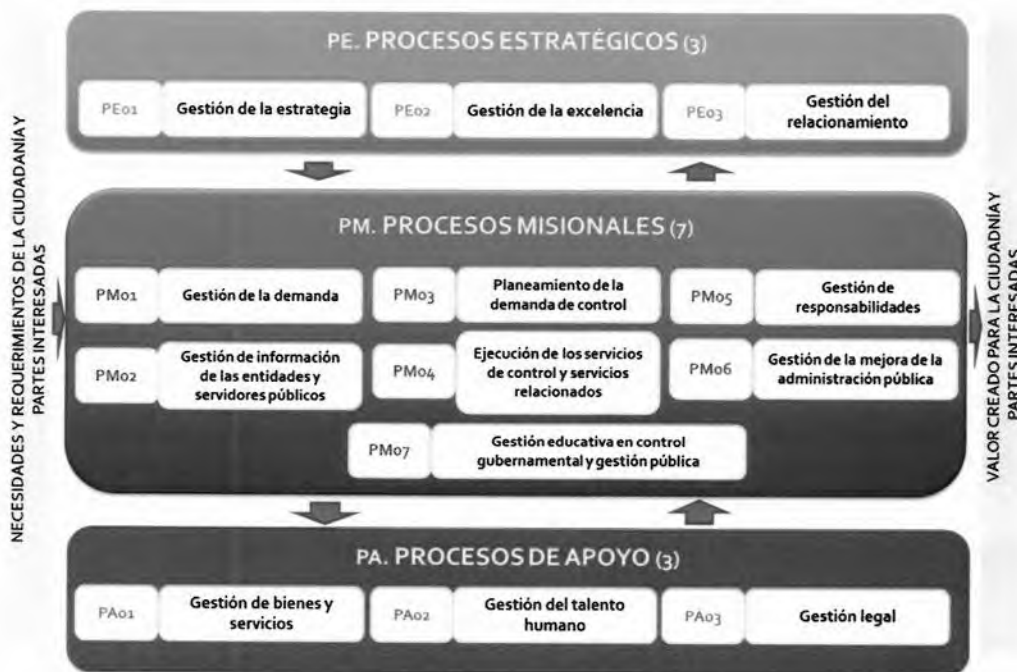 PE. PROCESOS ESTRATÉGICOS (3)
PE01
Gestión de la estrategia
PE02
Gestión de la excelencia
PE03
Gestión del
relacionamiento
NECESIDADES Y REQUERIMIENTOS DE LA CIUDADANÍA Y
PARTES INTERESADAS
PM. PROCESOS MISIONALES (7)
PM01
Gestión de la demanda
PM03
Planeamiento de la
demanda de control
PM05
Gestión de
responsabilidades
PM02
Gestión de información
de las entidades y
servidores públicos
PM04
Ejecución de los servicios
de control y servicios
relacionados
PM06
Gestión de la mejora de la
administración pública
PM07
Gestión educativa en control
gubernamental y gestión pública
VALOR CREADO PARA LA CIUDADNÍA Y
PARTES INTERESADAS
PA. PROCESOS DE APOYO (3)
PA01
Gestión de bienes y
servicios
PA02
Gestión del talento
humano
PA03
Gestión legal